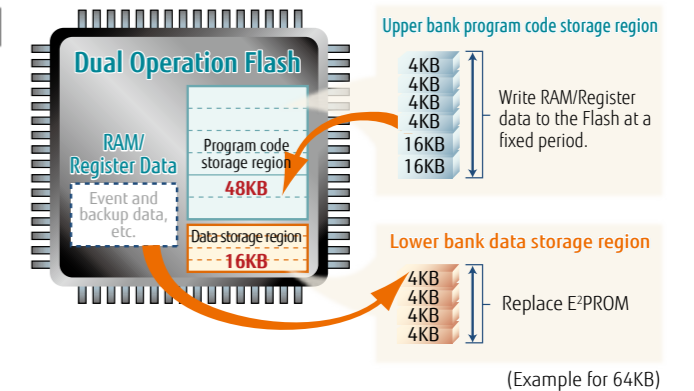 Dual Operation Flash
RAM/
Register Data
Event and
backup data,
etc.
Program code
storage region
48KB
Data storage region
16KB
Upper bank program code storage region
4KB
4KB
4KB
4KB
16KB
16KB
Write RAM/Register
data to the Flash at a
fixed period.
Lower bank data storage region
4KB
4KB
4KB
4KB
Replace E²PROM
(Example for 64KB)